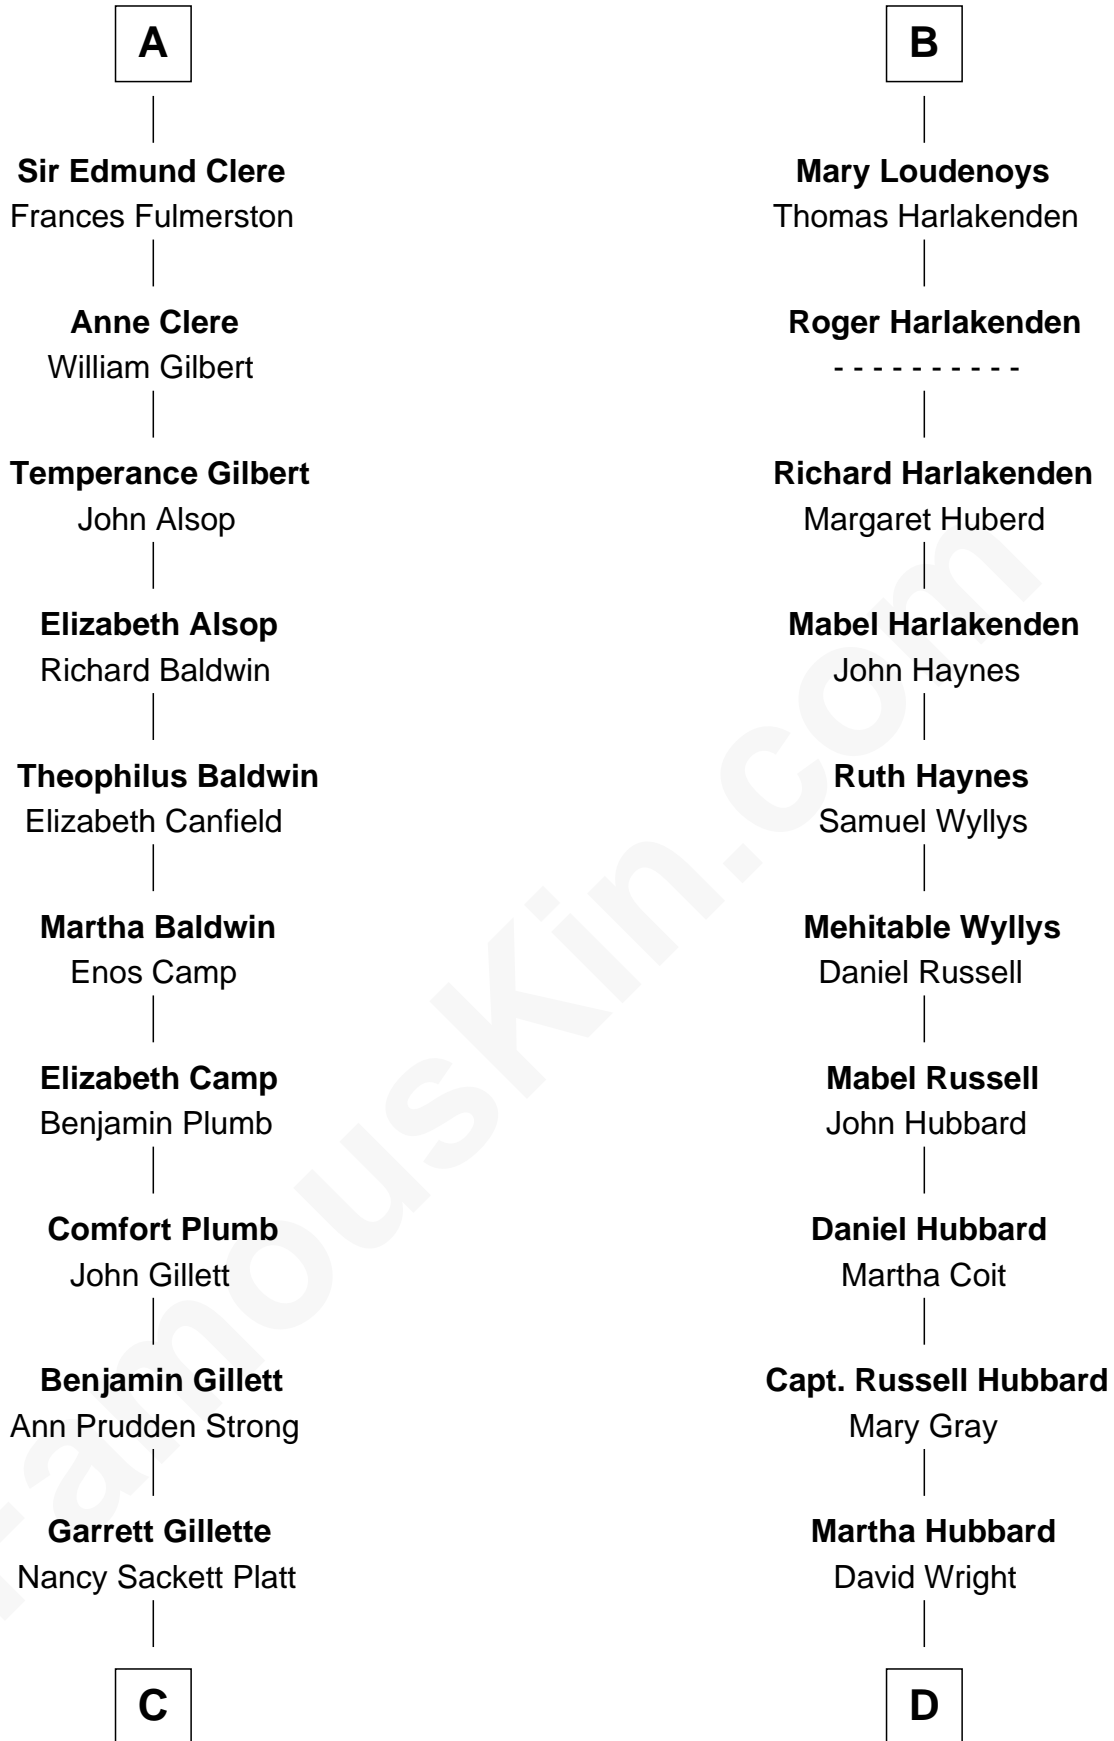 A
Sir Edmund Clere
Frances Fulmerston
Anne Clere
William Gilbert
Temperance Gilbert
John Alsop
Elizabeth Alsop
Richard Baldwin
Theophilus Baldwin
Elizabeth Canfield
Martha Baldwin
Enos Camp
Elizabeth Camp
Benjamin Plumb
Comfort Plumb
John Gillett
Benjamin Gillett
Ann Prudden Strong
Garrett Gillette
Nancy Sackett Platt
C
B
Mary Loudenoys
Thomas Harlakenden
Roger Harlakenden
- - - - - - - - - -
Richard Harlakenden
Margaret Huberd
Mabel Harlakenden
John Haynes
Ruth Haynes
Samuel Wyllys
Mehitable Wyllys
Daniel Russell
Mabel Russell
John Hubbard
Daniel Hubbard
Martha Coit
Capt. Russell Hubbard
Mary Gray
Martha Hubbard
David Wright
D
FamousKin.com